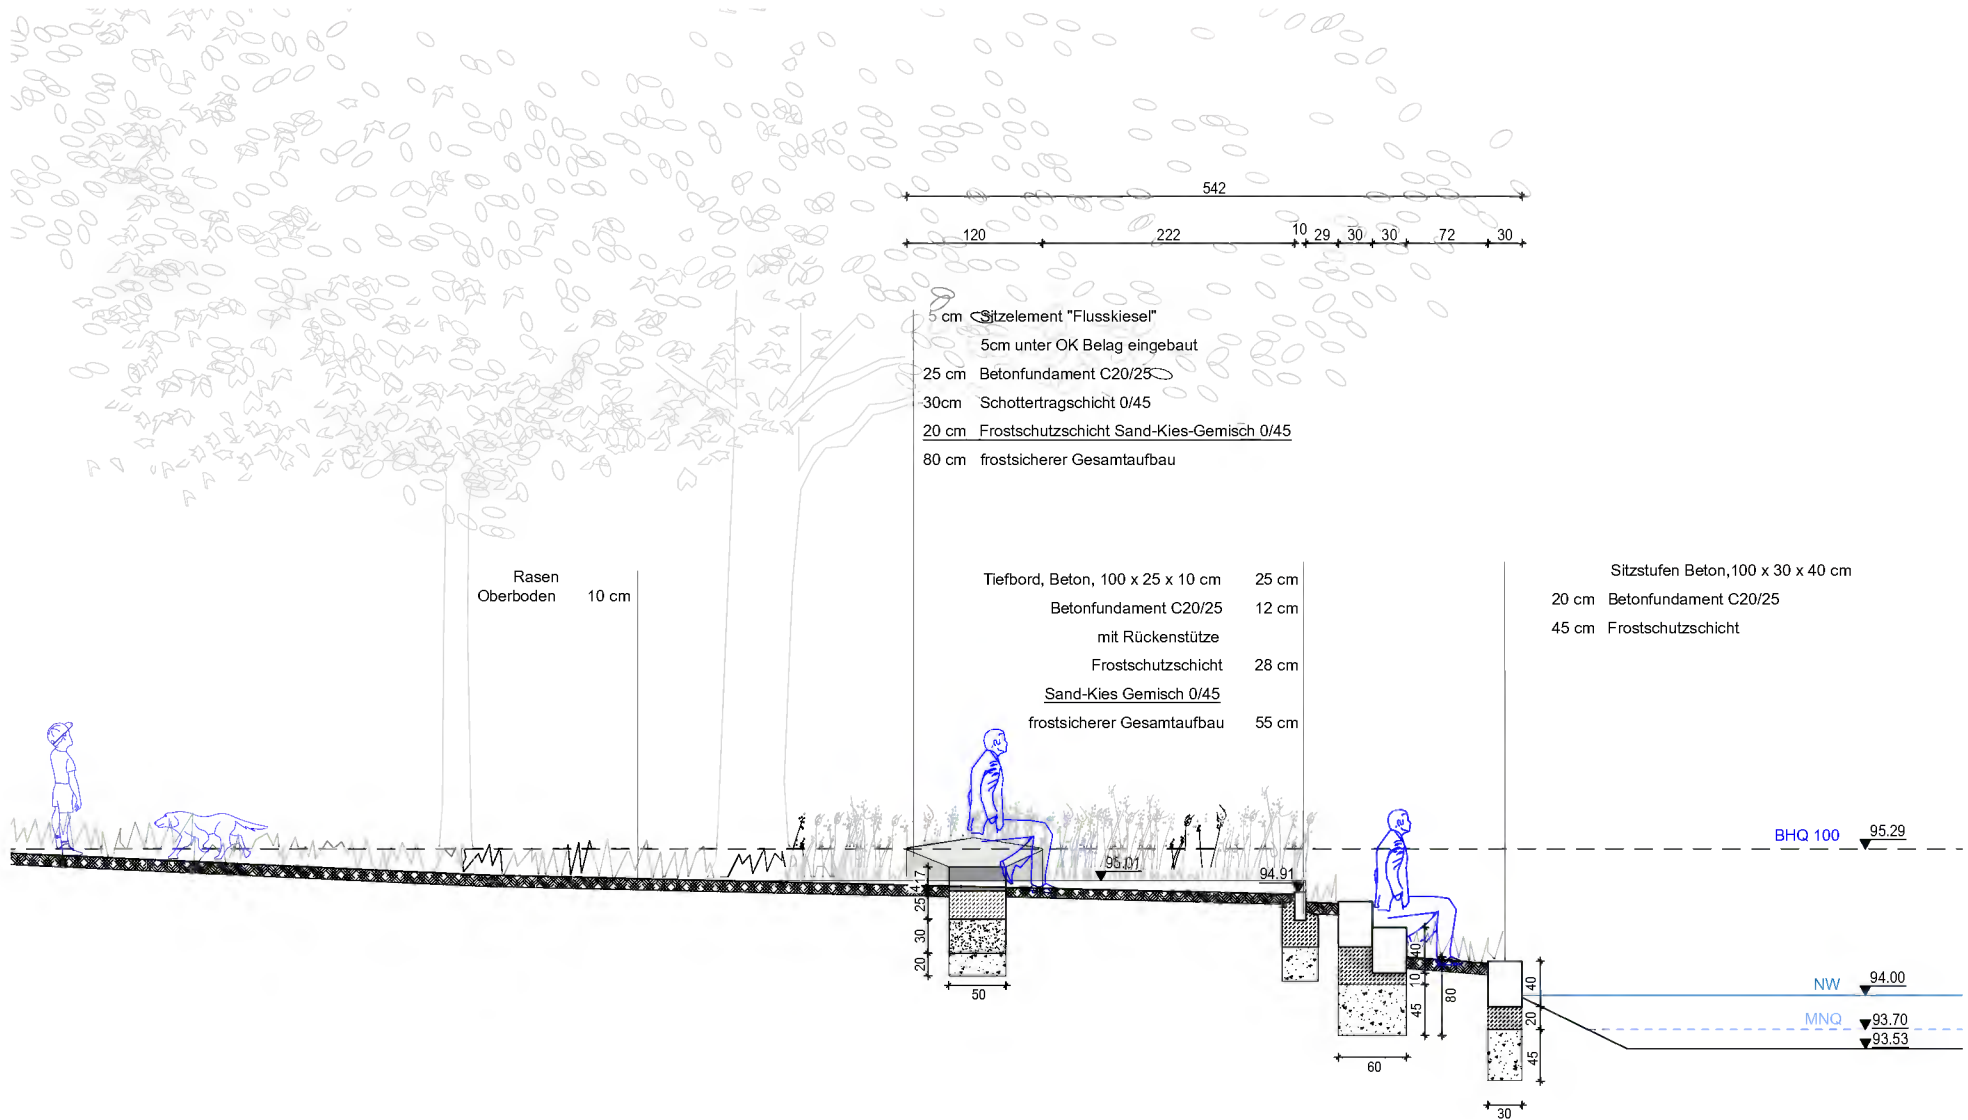 542
120 222 10 29 30 30 72 30
5 cm Sitzelement "Flusskiesel"
5cm unter OK Belag eingebaut
25 cm Betonfundament C20/25
30cm Schottertragschicht 0/45
20 cm Frostschutzschicht Sand-Kies-Gemisch 0/45
80 cm frostsicherer Gesamtaufbau
Rasen
Oberboden 10 cm
Tiefbord, Beton, 100 x 25 x 10 cm 25 cm
Betonfundament C20/25 12 cm
mit Rückenstütze
Frostschutzschicht 28 cm
Sand-Kies Gemisch 0/45
frostsicherer Gesamtaufbau 55 cm
Sitzstufen Beton,100 x 30 x 40 cm
20 cm Betonfundament C20/25
45 cm Frostschutzschicht
BHQ 100 95.29
95.01
94.91
17
4
25
30
20
50
40
10
45
80
60
40
20
45
30
NW 94.00
MNQ 93.70
93.53